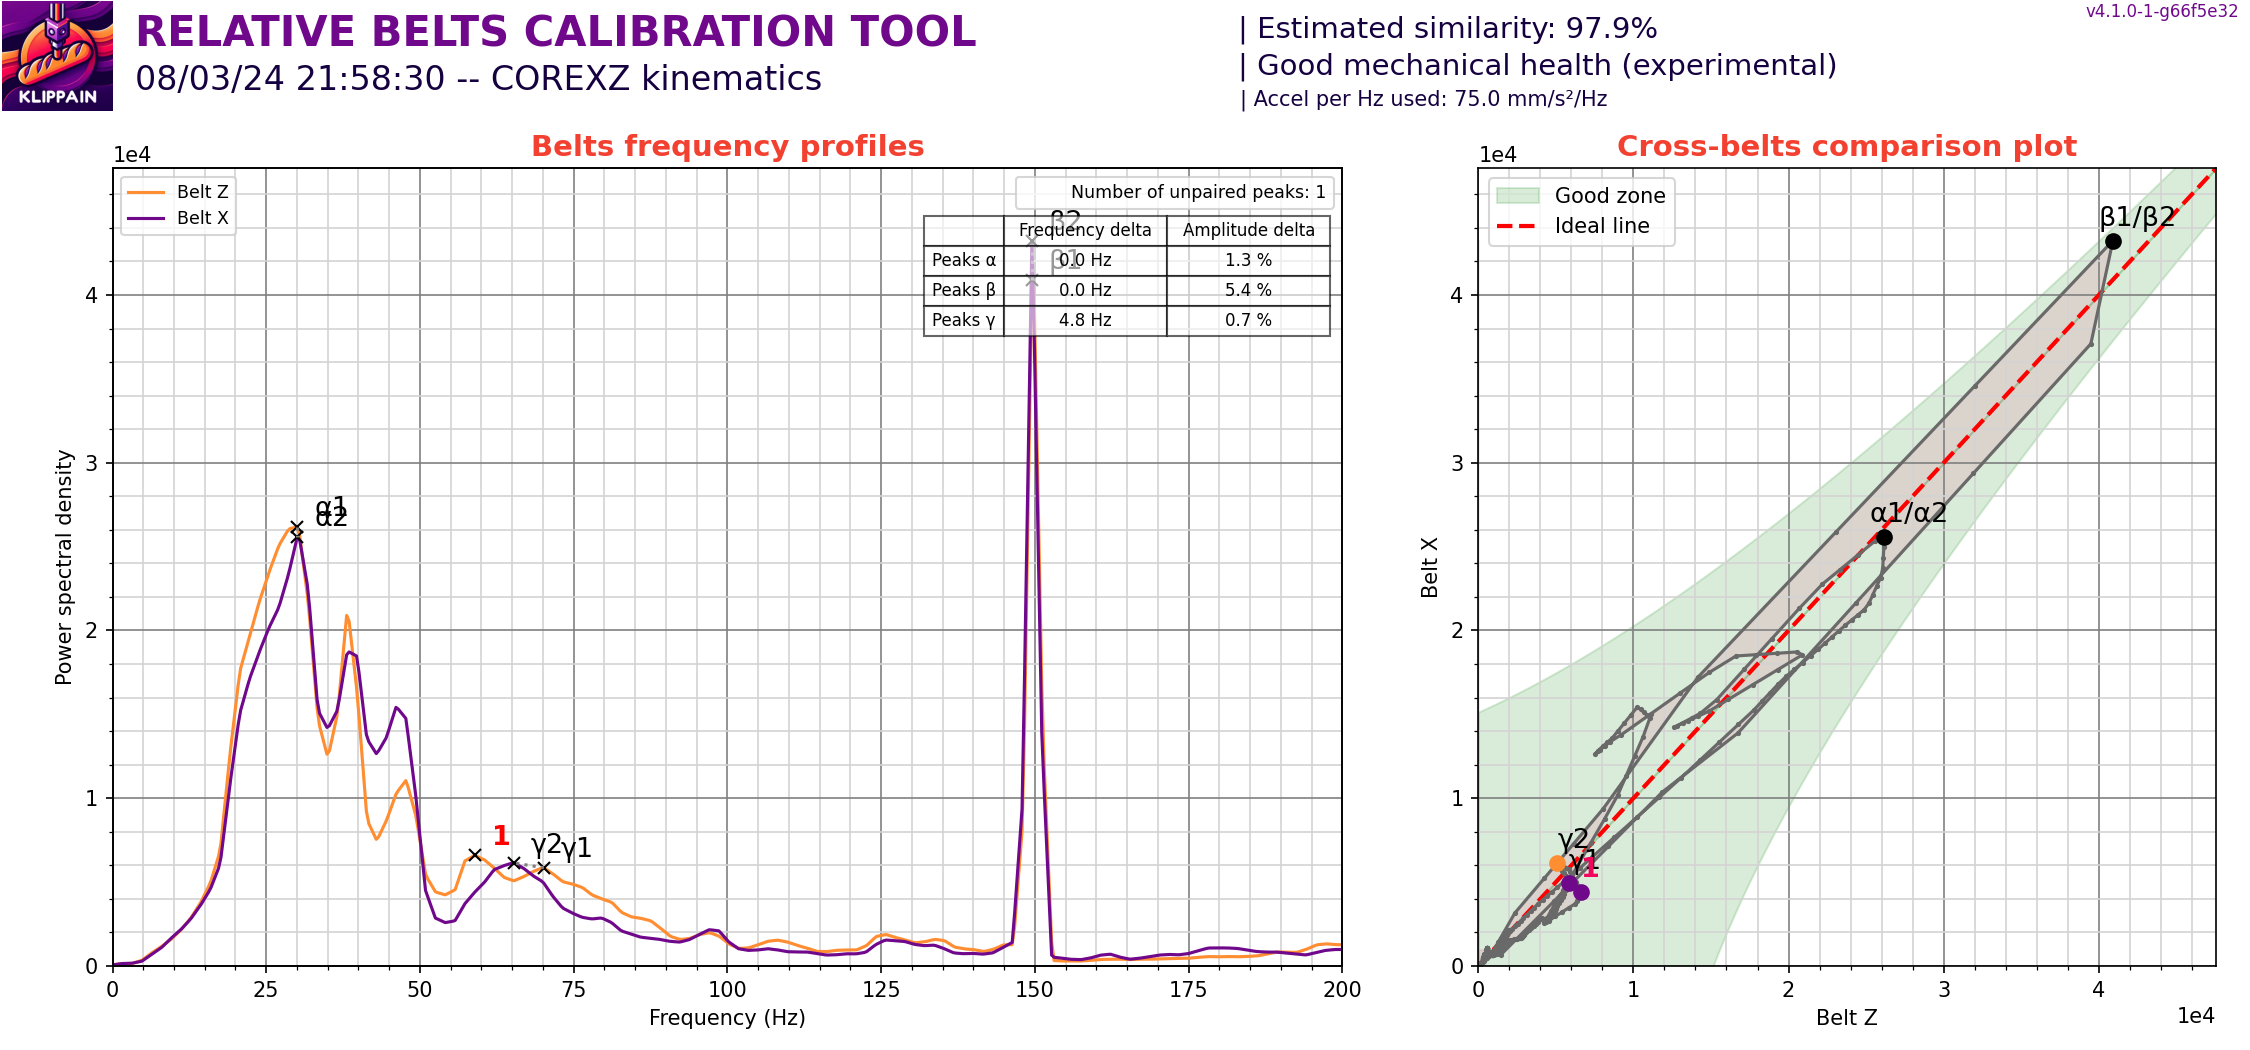 KLIPPAIN
RELATIVE BELTS CALIBRATION TOOL
08/03/24 21:58:30 -- COREXZ kinematics
| Estimated similarity: 97.9%
| Good mechanical health (experimental)
| Accel per Hz used: 75.0 mm/s²/Hz
v4.1.0-1-g66f5e32
Belts frequency profiles
1e4
Belt Z
Belt X
Number of unpaired peaks: 1
β2
β1
Frequency delta Amplitude delta
Peaks α 0.0 Hz 1.3 %
Peaks β 0.0 Hz 5.4 %
Peaks γ 4.8 Hz 0.7 %
α1
α2
1
γ2
γ1
Power spectral density
4
3
2
1
0
0 25 50 75 100 125 150 175 200
Frequency (Hz)
Cross-belts comparison plot
1e4
Good zone
Ideal line
β1/β2
α1/α2
γ2
γ1
1
Belt X
4
3
2
1
0
0 1 2 3 4
Belt Z
1e4